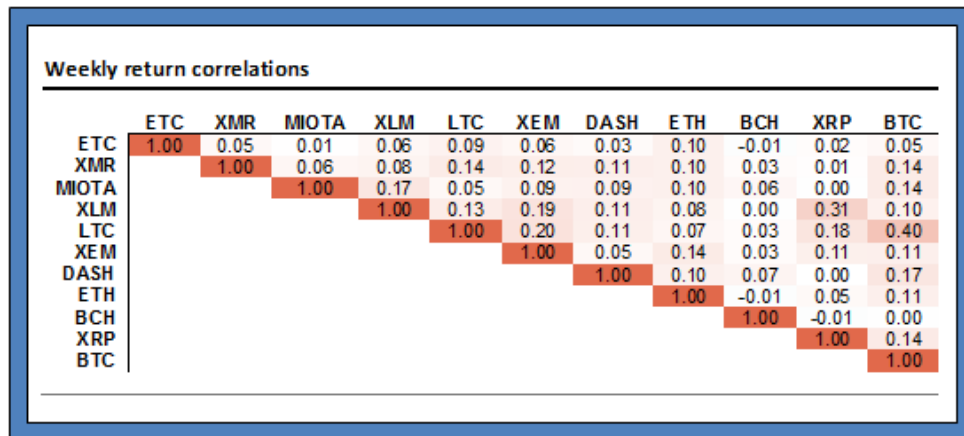 Weekly return correlations
ETC XMR MIOTA XLM LTC XEM DASH ETH BCH XRP BTC
ETC 1.00 0.05 0.01 0.06 0.09 0.06 0.03 0.10 -0.01 0.02 0.05
XMR 1.00 0.06 0.08 0.14 0.12 0.11 0.10 0.03 0.01 0.14
MIOTA 1.00 0.17 0.05 0.09 0.09 0.10 0.06 0.00 0.14
XLM 1.00 0.13 0.19 0.11 0.08 0.00 0.31 0.10
LTC 1.00 0.20 0.11 0.07 0.03 0.18 0.40
XEM 1.00 0.05 0.14 0.03 0.11 0.11
DASH 1.00 0.10 0.07 0.00 0.17
ETH 1.00 -0.01 0.05 0.11
BCH 1.00 -0.01 0.00
XRP 1.00 0.14
BTC 1.00